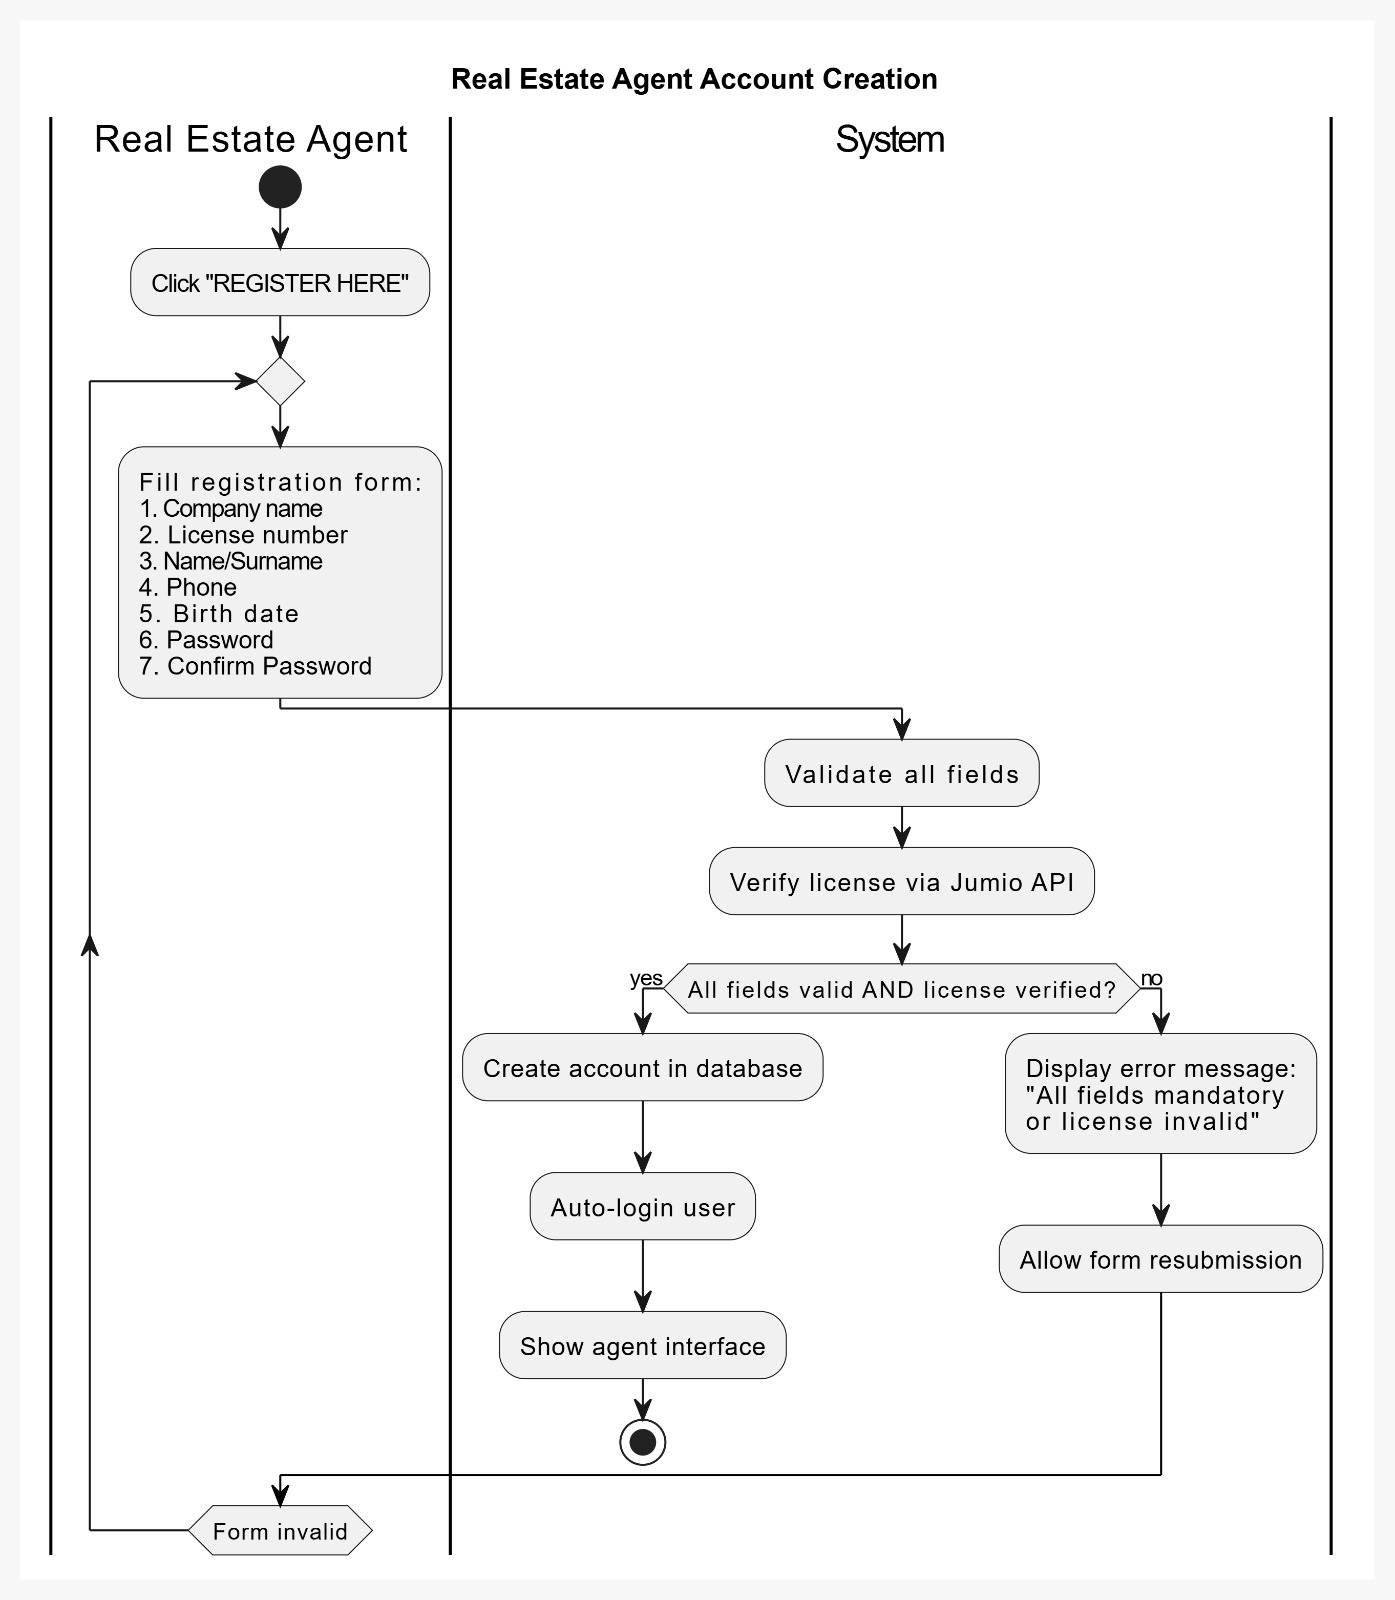 Real Estate Agent Account Creation
Real Estate Agent
System
Click "REGISTER HERE"
Fill registration form:
1. Company name
2. License number
3. Name/Surname
4. Phone
5. Birth date
6. Password
7. Confirm Password
Validate all fields
Verify license via Jumio API
yes
All fields valid AND license verified?
no
Create account in database
Display error message:
"All fields mandatory
or license invalid"
Auto-login user
Allow form resubmission
Show agent interface
Form invalid